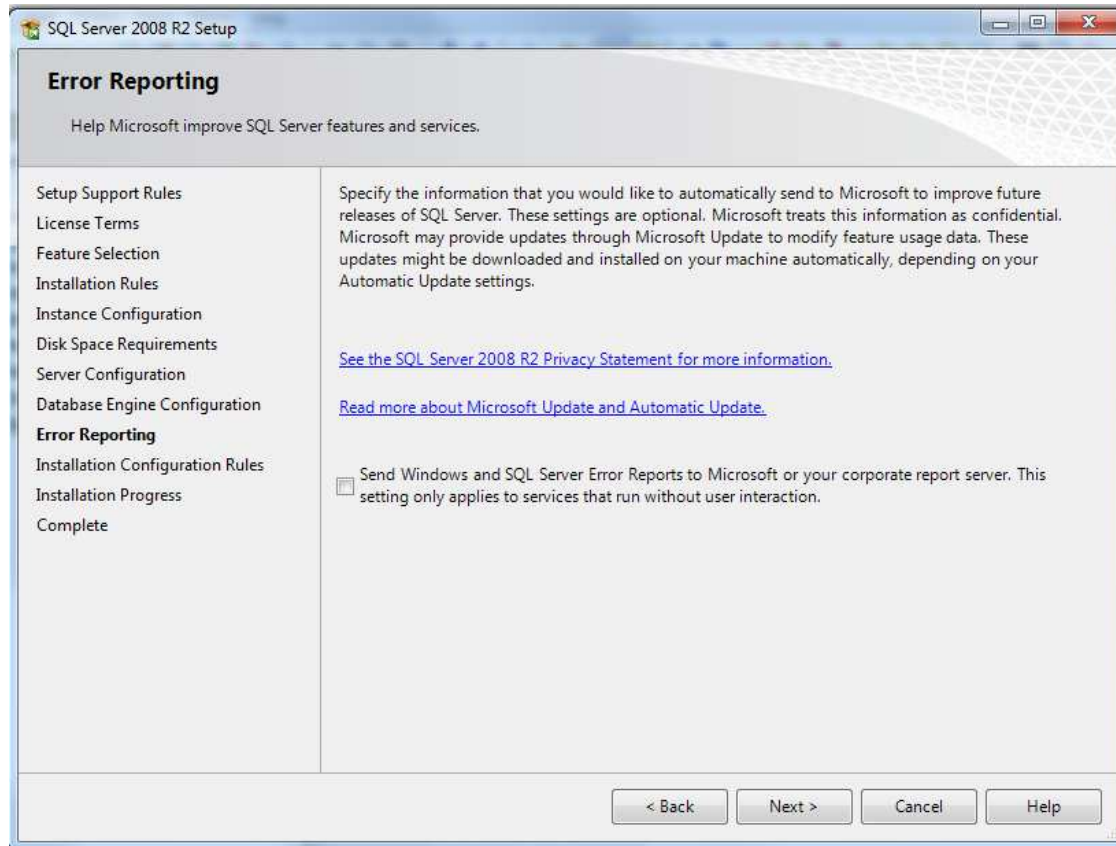 SQL Server 2008 R2 Setup
Error Reporting
Help Microsoft improve SQL Server features and services.
Setup Support Rules
License Terms
Feature Selection
Installation Rules
Instance Configuration
Disk Space Requirements
Server Configuration
Database Engine Configuration
Error Reporting
Installation Configuration Rules
Installation Progress
Complete
Specify the information that you would like to automatically send to Microsoft to improve future
releases of SQL Server. These settings are optional. Microsoft treats this information as confidential.
Microsoft may provide updates through Microsoft Update to modify feature usage data. These
updates might be downloaded and installed on your machine automatically, depending on your
Automatic Update settings.
See the SQL Server 2008 R2 Privacy Statement for more information.
Read more about Microsoft Update and Automatic Update.
Send Windows and SQL Server Error Reports to Microsoft or your corporate report server. This
setting only applies to services that run without user interaction.
< Back
Next >
Cancel
Help